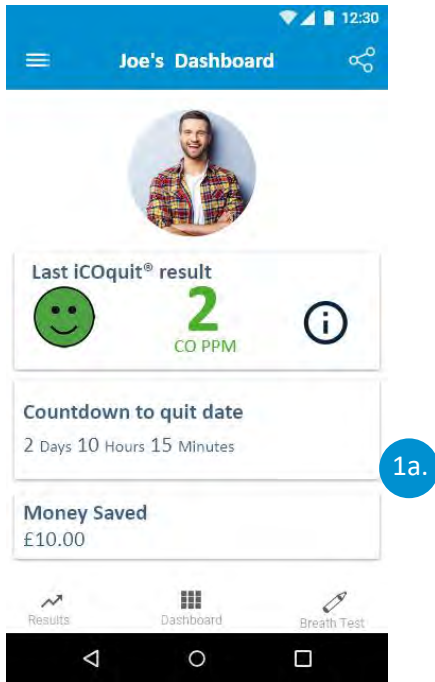 12:30
Joe's Dashboard
Last iCOquit® result
2
CO PPM
Countdown to quit date
2 Days 10 Hours 15 Minutes
1a.
Money Saved
£10.00
Results Dashboard Breath Test